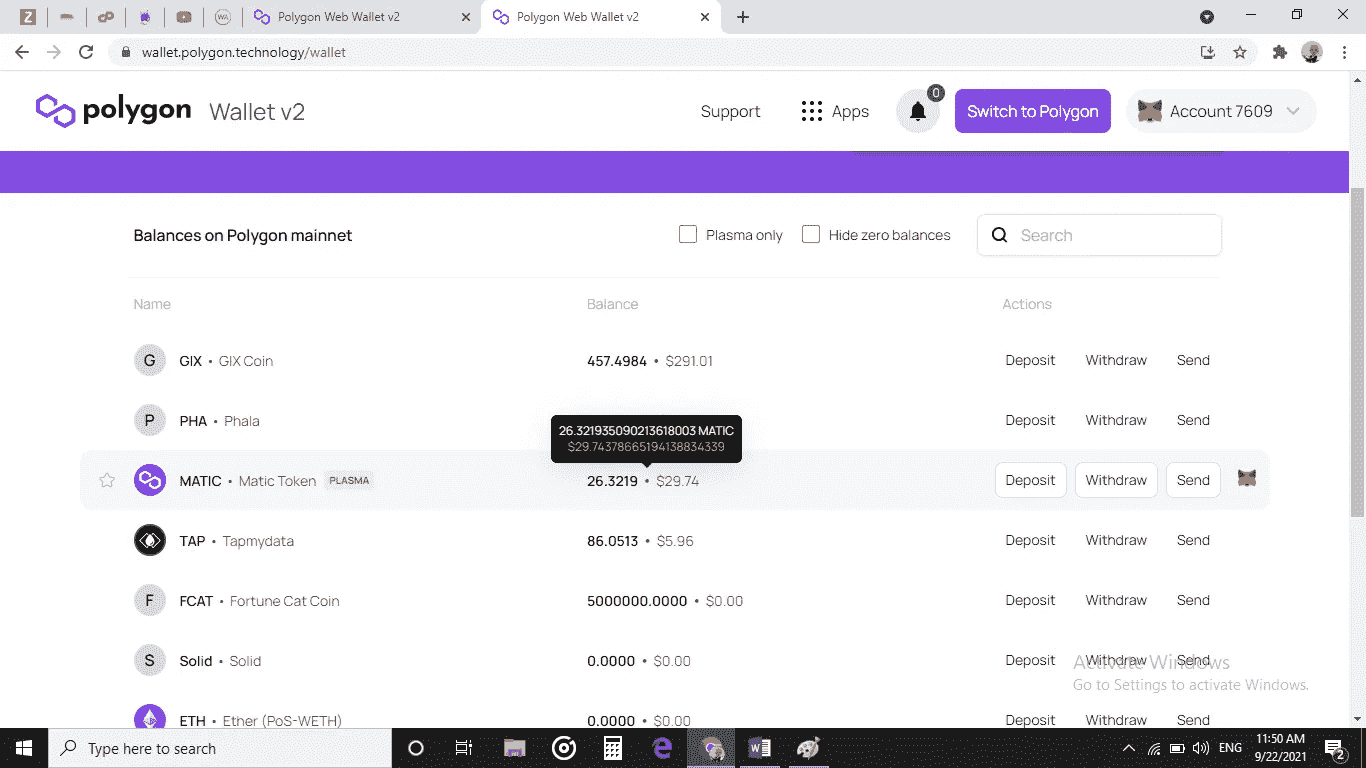 Z
CP
WA
Polygon Web Wallet v2
Polygon Web Wallet v2
wallet.polygon.technology/wallet
polygon Wallet v2
Support
Apps
0
Switch to Polygon
Account 7609
Balances on Polygon mainnet
Plasma only
Hide zero balances
Search
Name Balance Actions
G GIX • GIX Coin 457.4984 • $291.01 Deposit Withdraw Send
P PHA • Phala Deposit Withdraw Send
26.321935090213618003 MATIC
$29.74378665194138834339
MATIC • Matic Token PLASMA 26.3219 • $29.74 Deposit Withdraw Send
TAP • Tapmydata 86.0513 • $5.96 Deposit Withdraw Send
F FCAT • Fortune Cat Coin 5000000.0000 • $0.00 Deposit Withdraw Send
S Solid • Solid 0.0000 • $0.00 Deposit Withdraw Send
Activate Windows
Go to Settings to activate Windows.
ETH • Ether (PoS-WETH) 0.0000 • $0.00 Deposit Withdraw Send
Type here to search
ENG
11:50 AM
9/22/2021
2